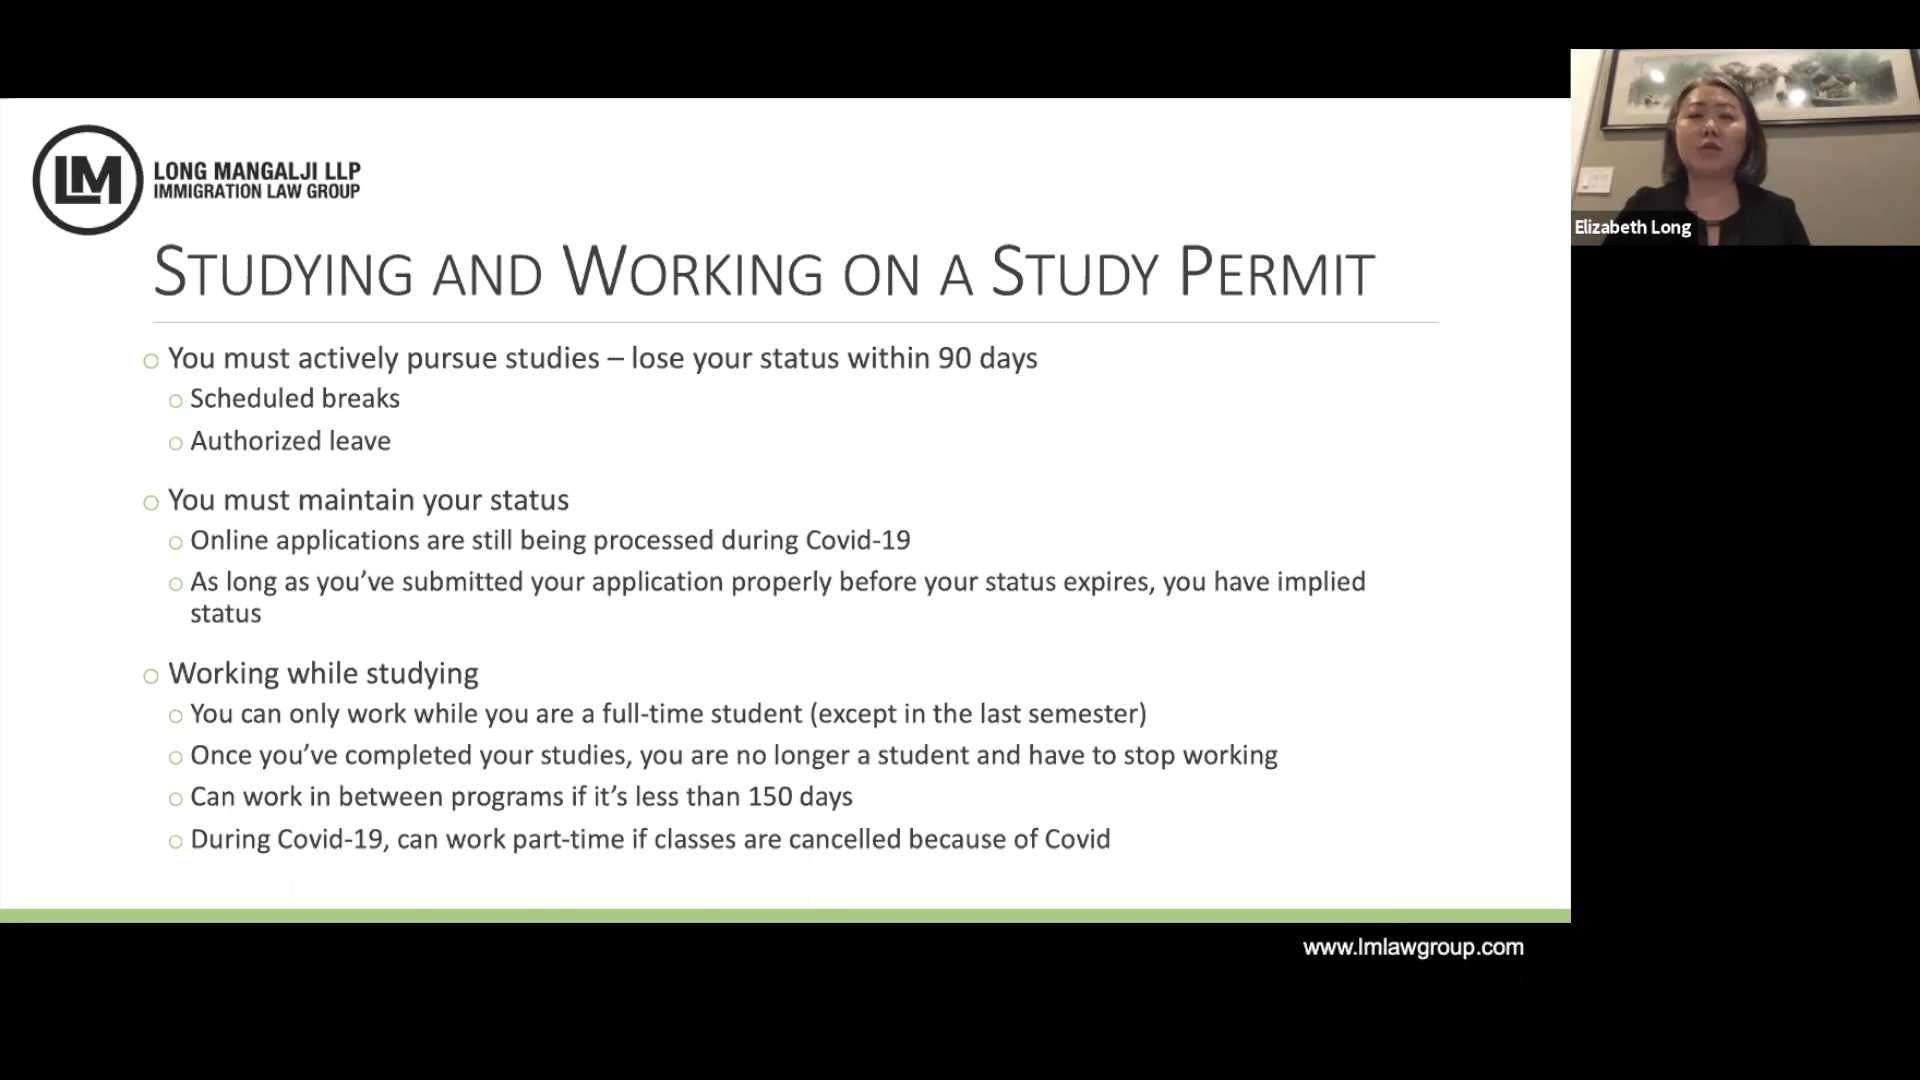 LM
LONG MANGALJI LLP
IMMIGRATION LAW GROUP
Elizabeth Long
STUDYING AND WORKING ON A STUDY PERMIT
You must actively pursue studies – lose your status within 90 days
Scheduled breaks
Authorized leave
You must maintain your status
Online applications are still being processed during Covid-19
As long as you’ve submitted your application properly before your status expires, you have implied
status
Working while studying
You can only work while you are a full-time student (except in the last semester)
Once you’ve completed your studies, you are no longer a student and have to stop working
Can work in between programs if it’s less than 150 days
During Covid-19, can work part-time if classes are cancelled because of Covid
www.lmlawgroup.com